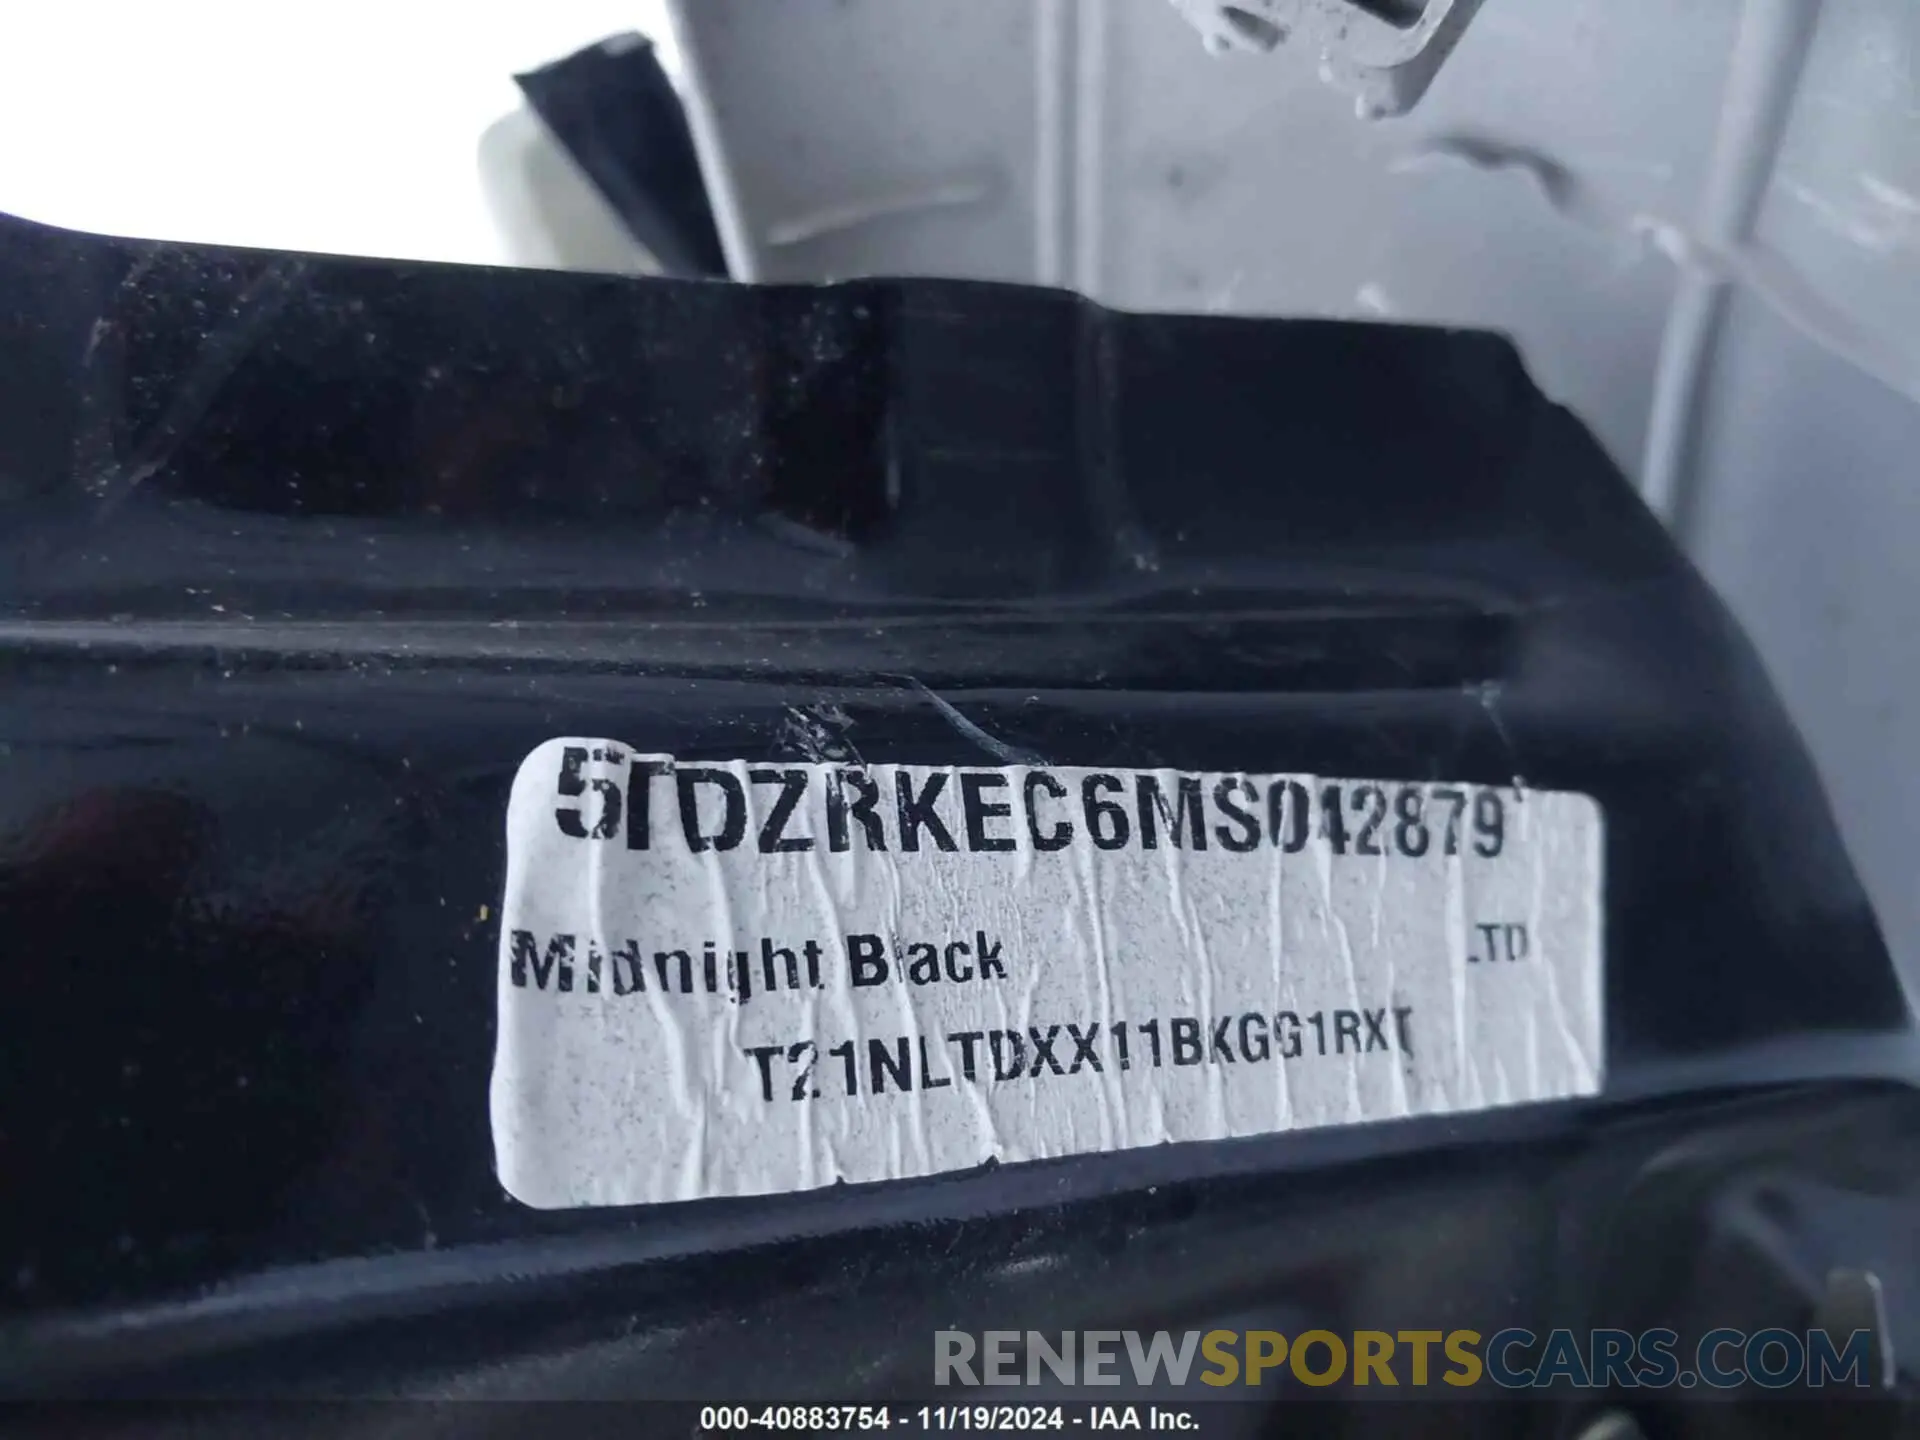 5TDZRKEC6MS042879
Midnight Black LTD
T21NLTDXX11BKGG1RXT
RENEWSPORTSCARS.COM
000-40883754 - 11/19/2024 - IAA Inc.